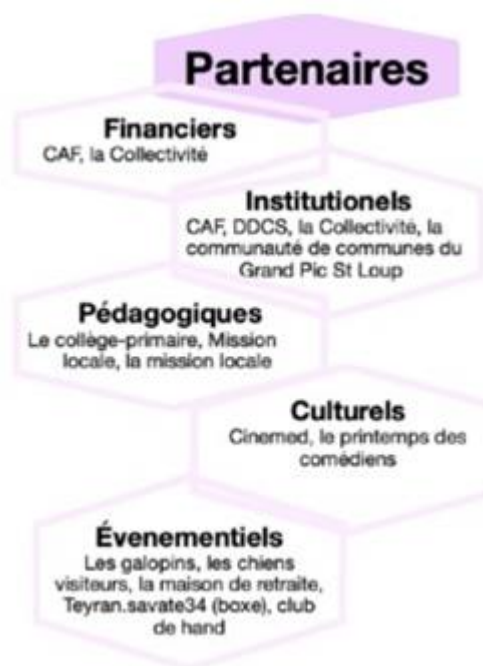 Partenaires
Financiers
CAF, la Collectivité
Institutionels
CAF, DDCS, la Collectivité, la
communauté de communes du
Grand Pic St Loup
Pédagogiques
Le collège-primaire, Mission
locale, la mission locale
Culturels
Cinemed, le printemps des
comédiens
Évenementiels
Les galopins, les chiens
visiteurs, la maison de retraite,
Teyran.savate34 (boxe), club
de hand